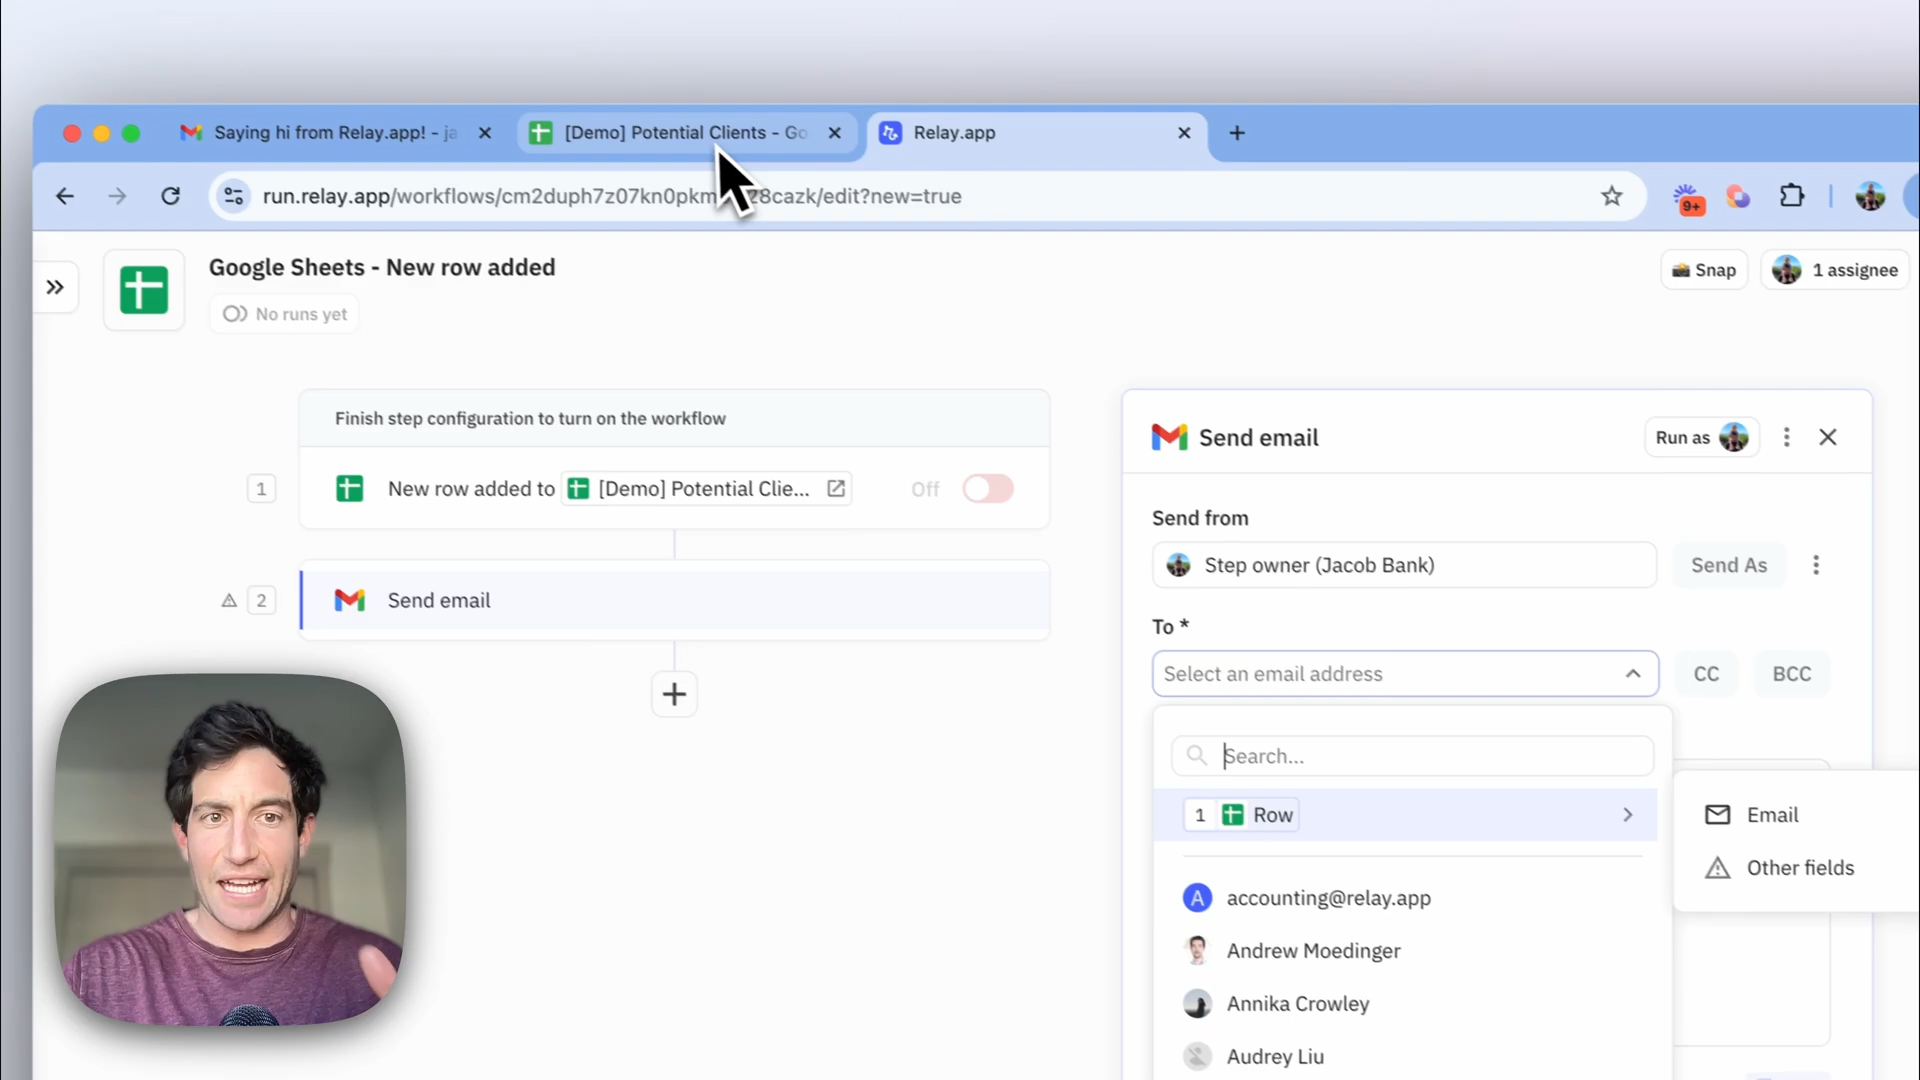 Saying hi from Relay.app! - ja
[Demo] Potential Clients - Go
Relay.app
run.relay.app/workflows/cm2duph7z07kn0pkm 28cazk/edit?new=true
9+
Google Sheets - New row added
No runs yet
Snap
1 assignee
Finish step configuration to turn on the workflow
1
New row added to
[Demo] Potential Clie...
Off
2
Send email
Send email
Run as
Send from
Step owner (Jacob Bank)
Send As
To *
Select an email address
CC
BCC
Search...
1
Row
Email
Other fields
A
accounting@relay.app
Andrew Moedinger
Annika Crowley
Audrey Liu